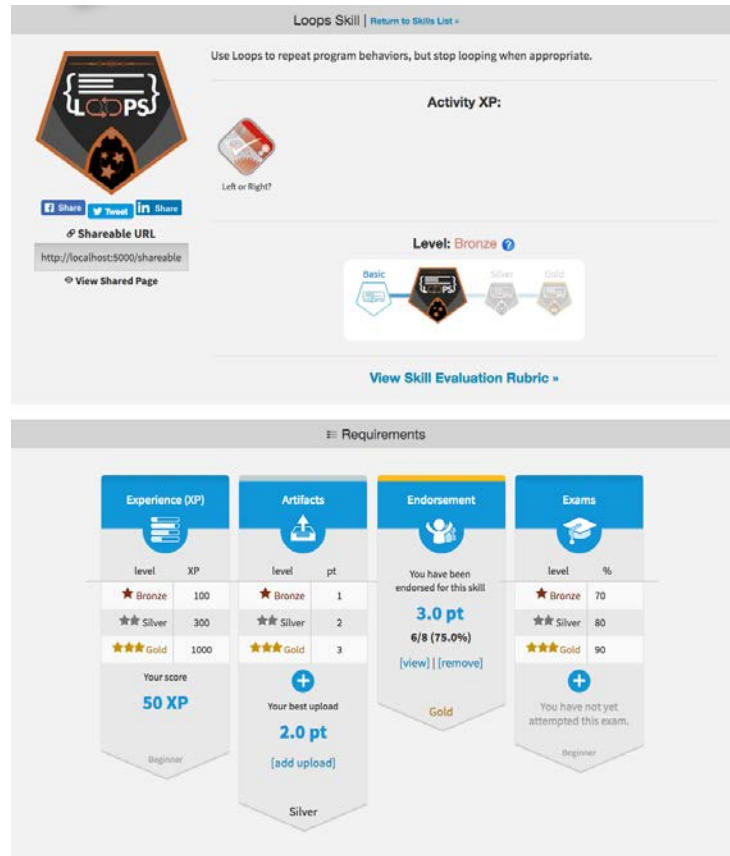 Loops Skill | Return to Skills List »
Use Loops to repeat program behaviors, but stop looping when appropriate.
{LOOPS}
Activity XP:
Left or Right?
Share Tweet in Share
Shareable URL
http://localhost:5000/shareable
View Shared Page
Level: Bronze ?
Basic Silver Gold
LOOPS
View Skill Evaluation Rubric »
Requirements
Experience (XP)
level XP
Bronze 100
Silver 300
Gold 1000
Your score
50 XP
Beginner
Artifacts
level pt
Bronze 1
Silver 2
Gold 3
Your best upload
2.0 pt
[add upload]
Silver
Endorsement
You have been
endorsed for this skill
3.0 pt
6/8 (75.0%)
[view] | [remove]
Gold
Exams
level %
Bronze 70
Silver 80
Gold 90
You have not yet
attempted this exam.
Beginner